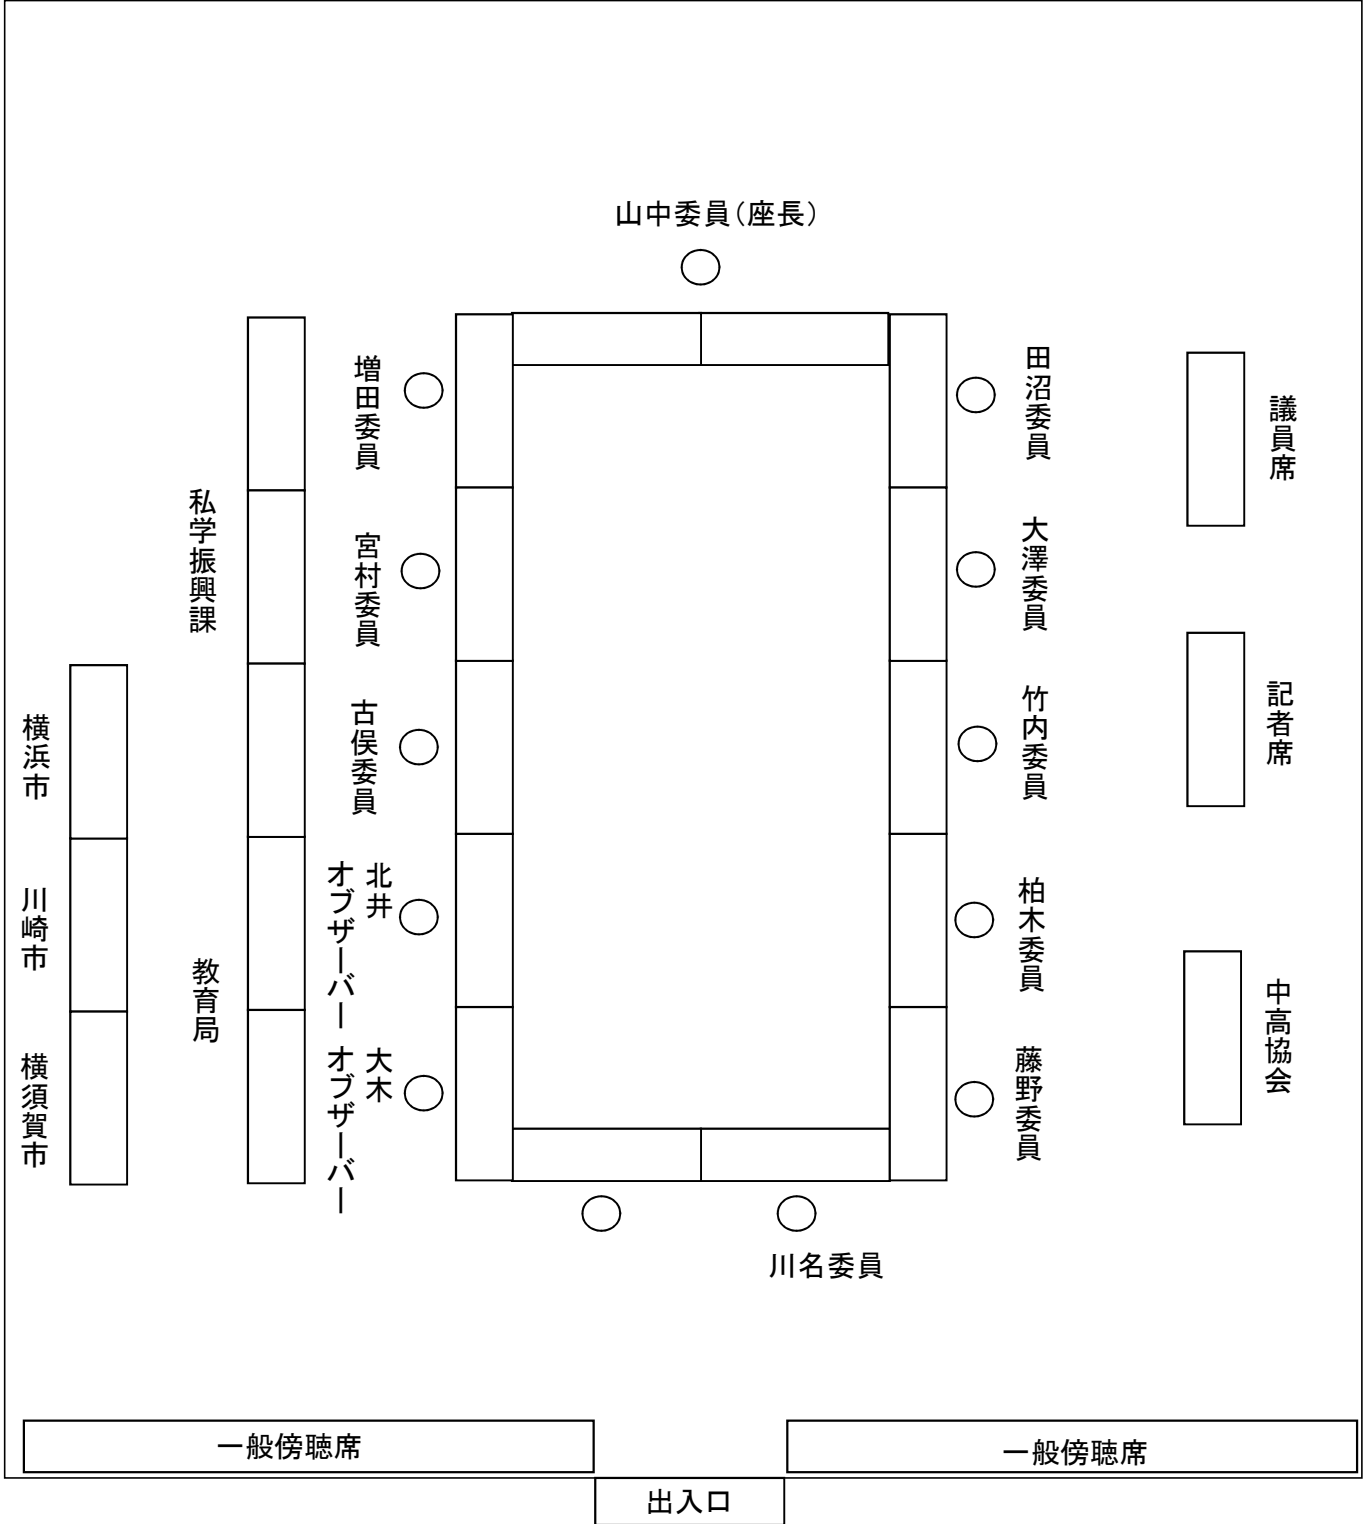 山中委員（座長）
増田委員
宮村委員
古俣委員
北井
オブザーバー
大木
オブザーバー
田沼委員
大澤委員
竹内委員
柏木委員
藤野委員
川名委員
私学振興課
教育局
横浜市
川崎市
横須賀市
議員席
記者席
中高協会
一般傍聴席
一般傍聴席
出入口